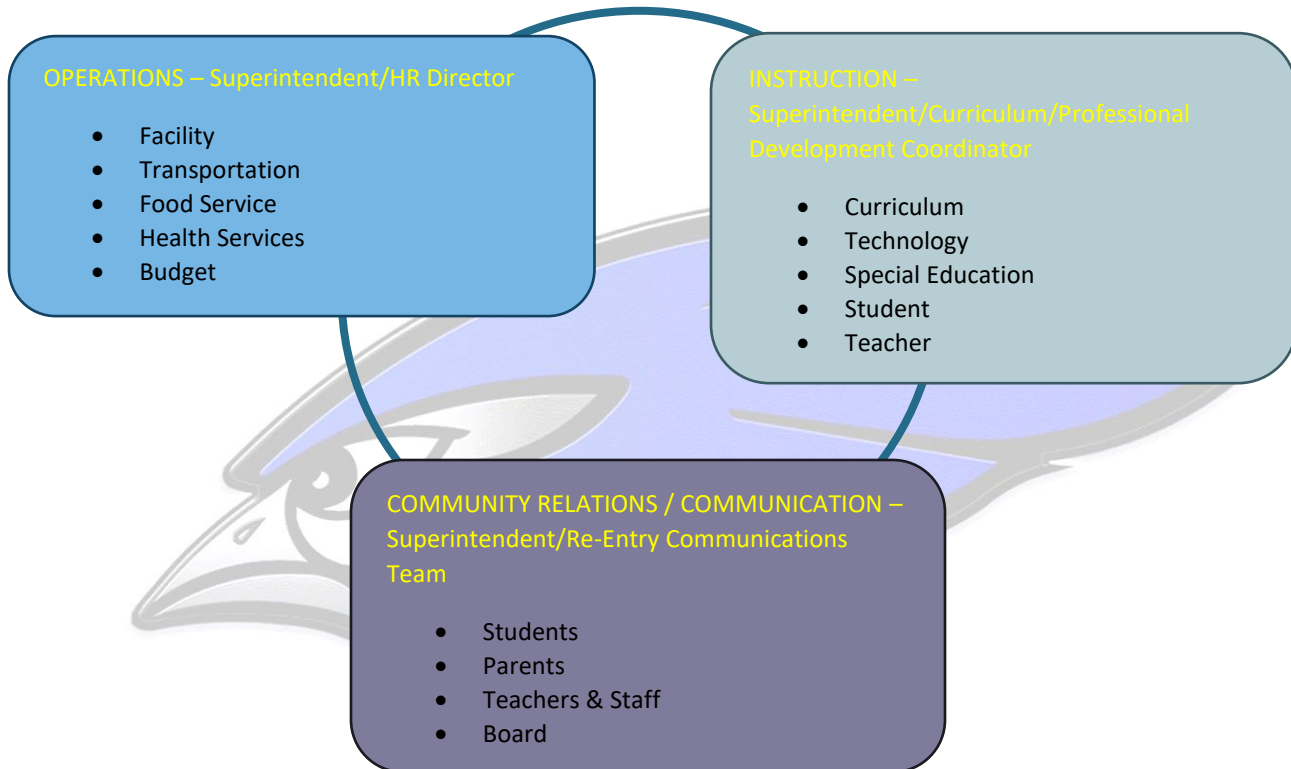 OPERATIONS – Superintendent/HR Director
• Facility
• Transportation
• Food Service
• Health Services
• Budget
INSTRUCTION –
Superintendent/Curriculum/Professional
Development Coordinator
• Curriculum
• Technology
• Special Education
• Student
• Teacher
COMMUNITY RELATIONS / COMMUNICATION –
Superintendent/Re-Entry Communications
Team
• Students
• Parents
• Teachers & Staff
• Board